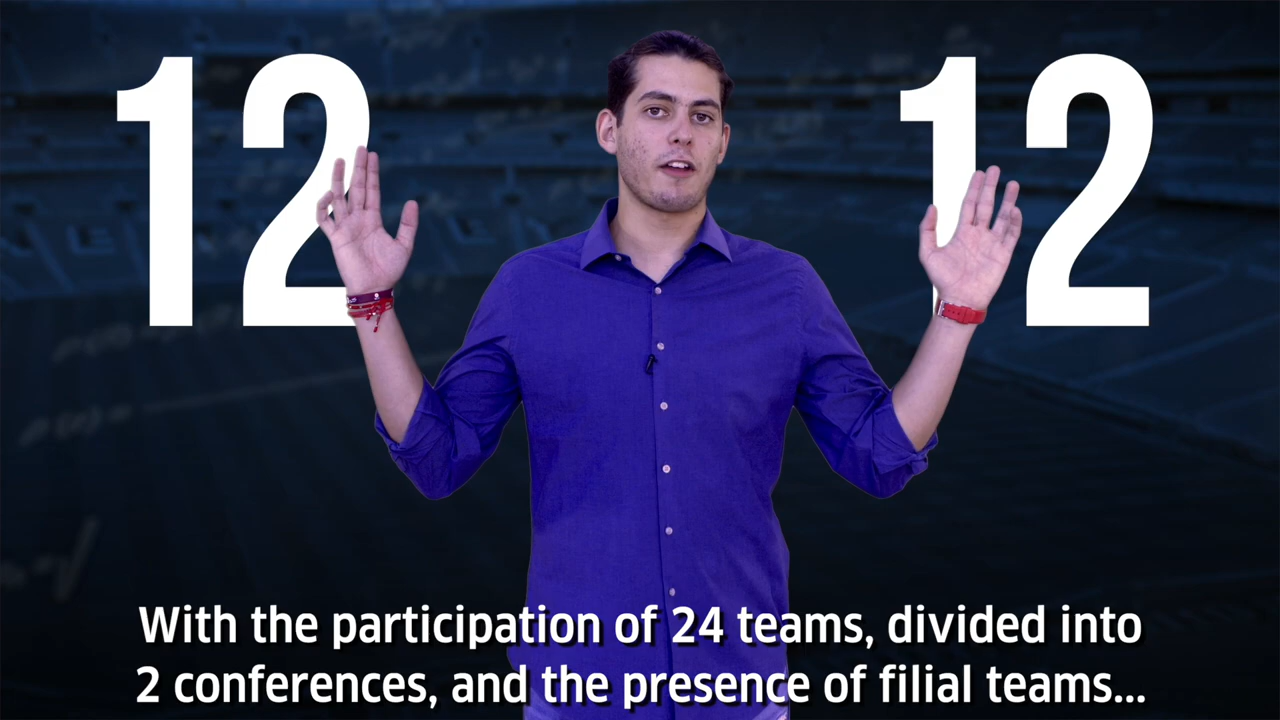 12 12
With the participation of 24 teams, divided into
2 conferences, and the presence of filial teams...